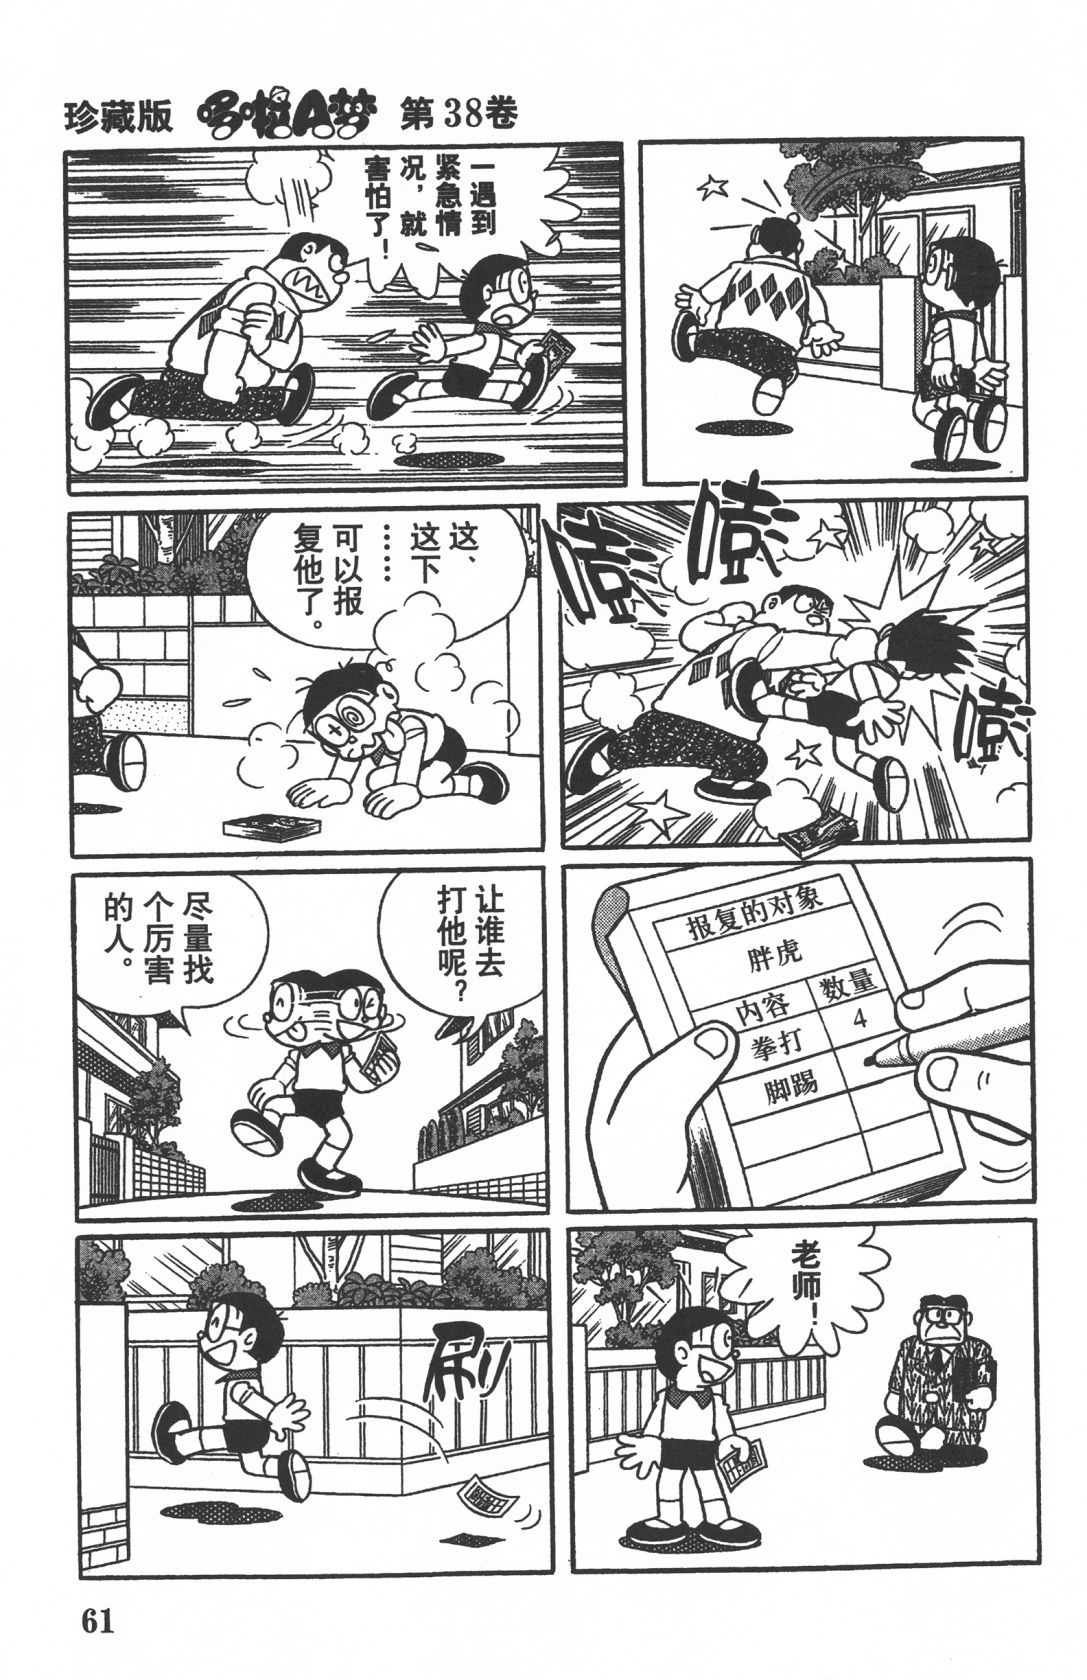 珍藏版 哆啦A梦 第38卷
一遇到
紧急情
况，就
害怕了！
嘭
嘭
嘭
这、
这下
……
可以报
复他了。
报复的对象
胖虎
内容 数量
拳打 4
脚踢
让谁去
打他呢？
尽量找
个厉害
的人。
老师！
刷
61